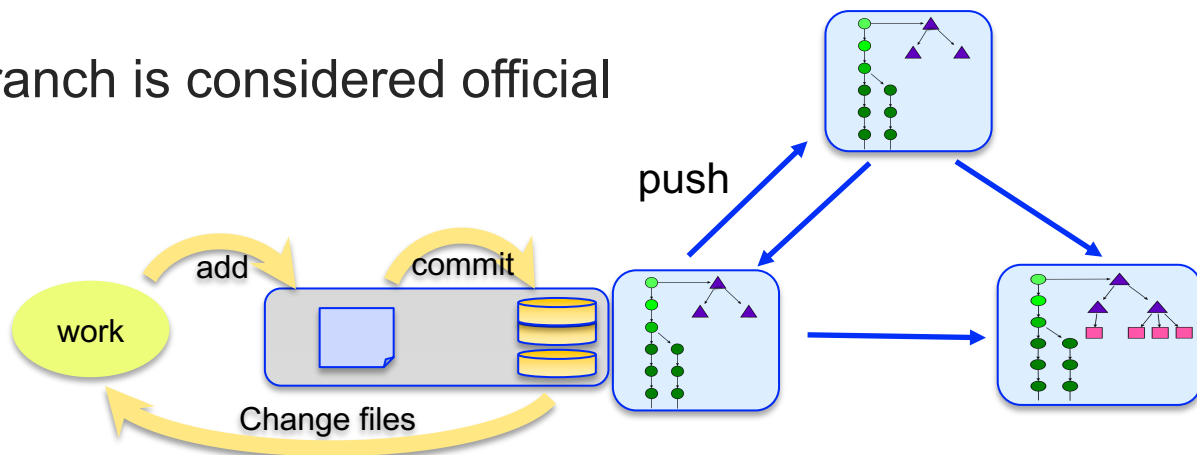 ranch is considered official
push
add
commit
work
Change files